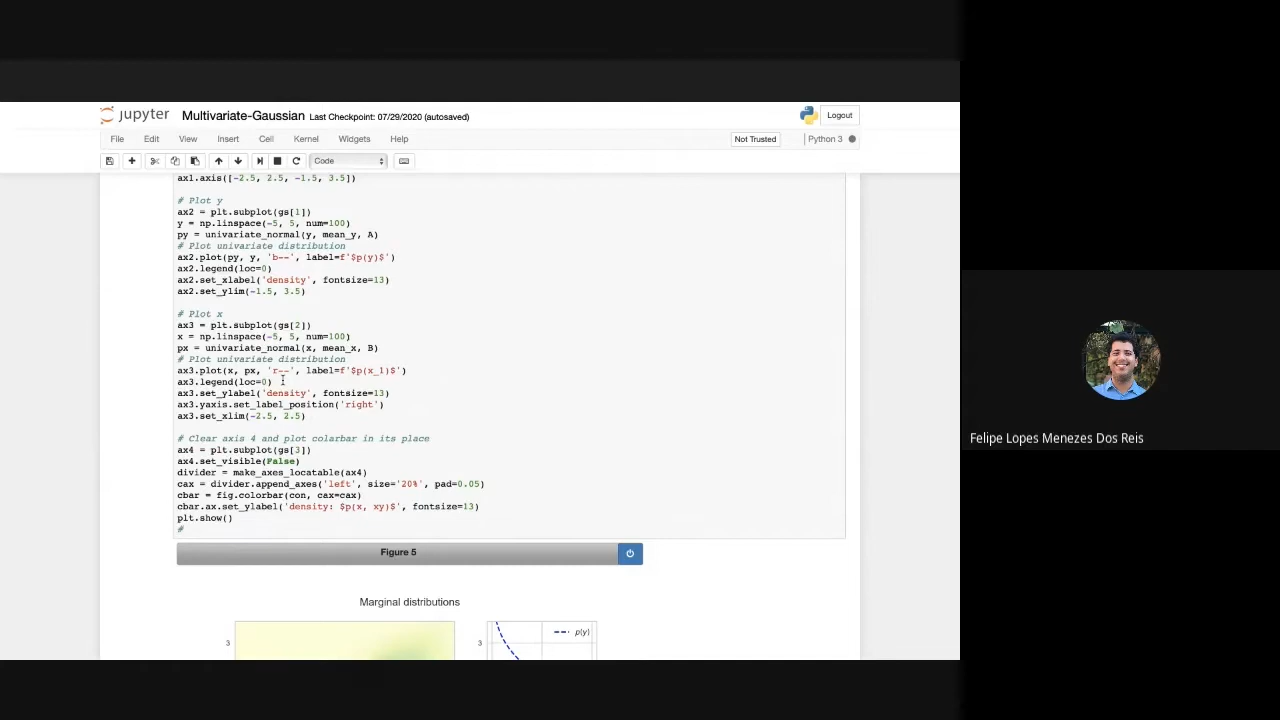 jupyter Multivariate-Gaussian Last Checkpoint: 07/29/2020 (autosaved) Logout
File Edit View Insert Cell Kernel Widgets Help Not Trusted Python 3
Code
ax1.axis([-2.5, 2.5, -1.5, 3.5])
# Plot y
ax2 = plt.subplot(gs[1])
y = np.linspace(-5, 5, num=100)
py = univariate_normal(y, mean_y, A)
# Plot univariate distribution
ax2.plot(py, y, 'b--', label=f'$p(y)$')
ax2.legend(loc=0)
ax2.set_xlabel('density', fontsize=13)
ax2.set_ylim(-1.5, 3.5)
# Plot x
ax3 = plt.subplot(gs[2])
x = np.linspace(-5, 5, num=100)
px = univariate_normal(x, mean_x, B)
# Plot univariate distribution
ax3.plot(x, px, 'r--', label=f'$p(x_1)$')
ax3.legend(loc=0)
ax3.set_ylabel('density', fontsize=13)
ax3.yaxis.set_label_position('right')
ax3.set_xlim(-2.5, 2.5)
# Clear axis 4 and plot colarbar in its place
ax4 = plt.subplot(gs[3])
ax4.set_visible(False)
divider = make_axes_locatable(ax4)
cax = divider.append_axes('left', size='20%', pad=0.05)
cbar = fig.colorbar(con, cax=cax)
cbar.ax.set_ylabel('density: $p(x, xy)$', fontsize=13)
plt.show()
#
Figure 5
Marginal distributions
p(y)
3 3
Felipe Lopes Menezes Dos Reis